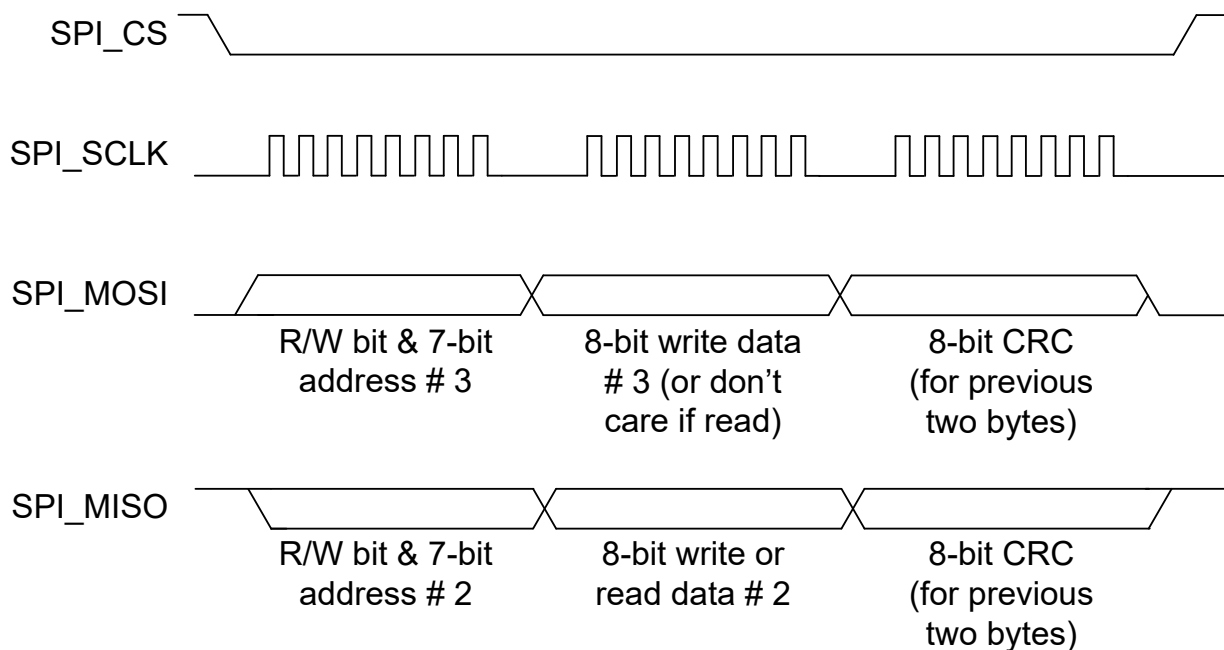 SPI_CS
SPI_SCLK
SPI_MOSI
R/W bit & 7-bit
address # 3
8-bit write data
# 3 (or don’t
care if read)
8-bit CRC
(for previous
two bytes)
SPI_MISO
R/W bit & 7-bit
address # 2
8-bit write or
read data # 2
8-bit CRC
(for previous
two bytes)